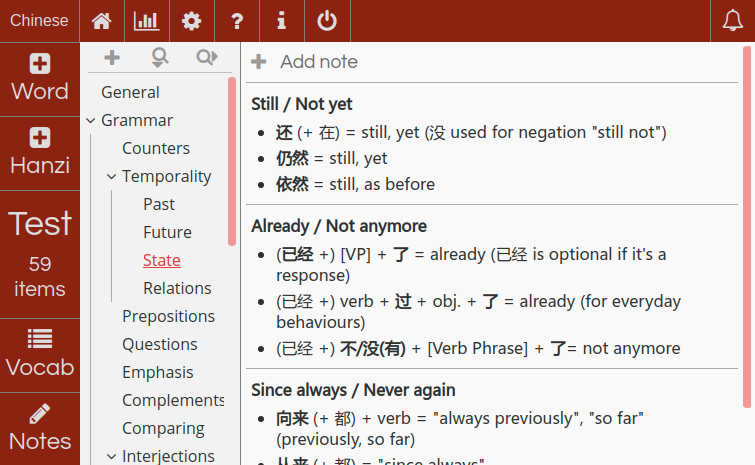 Chinese
Word
Hanzi
Test
59
items
Vocab
Notes
General
Grammar
Counters
Temporality
Past
Future
State
Relations
Prepositions
Questions
Emphasis
Complements
Comparing
Interjections
Add note
Still / Not yet
还 (+ 在) = still, yet (没 used for negation "still not")
仍然 = still, yet
依然 = still, as before
Already / Not anymore
(已经 +) [VP] + 了 = already (已经 is optional if it's a
response)
(已经 +) verb + 过 + obj. + 了 = already (for everyday
behaviours)
(已经 +) 不/没(有) + [Verb Phrase] + 了= not anymore
Since always / Never again
向来 (+ 都) + verb = "always previously", "so far"
(previously, so far)
从来 (+ 都) = "since always"